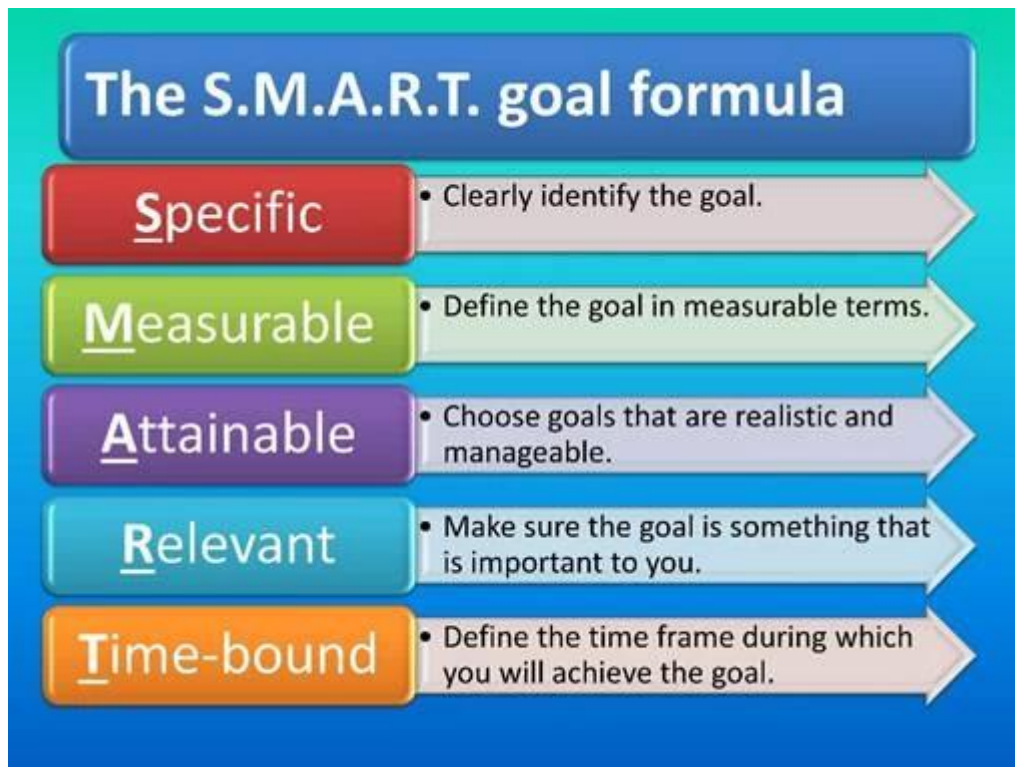 The S.M.A.R.T. goal formula
Specific
• Clearly identify the goal.
Measurable
• Define the goal in measurable terms.
Attainable
• Choose goals that are realistic and
manageable.
Relevant
• Make sure the goal is something that
is important to you.
Time-bound
• Define the time frame during which
you will achieve the goal.